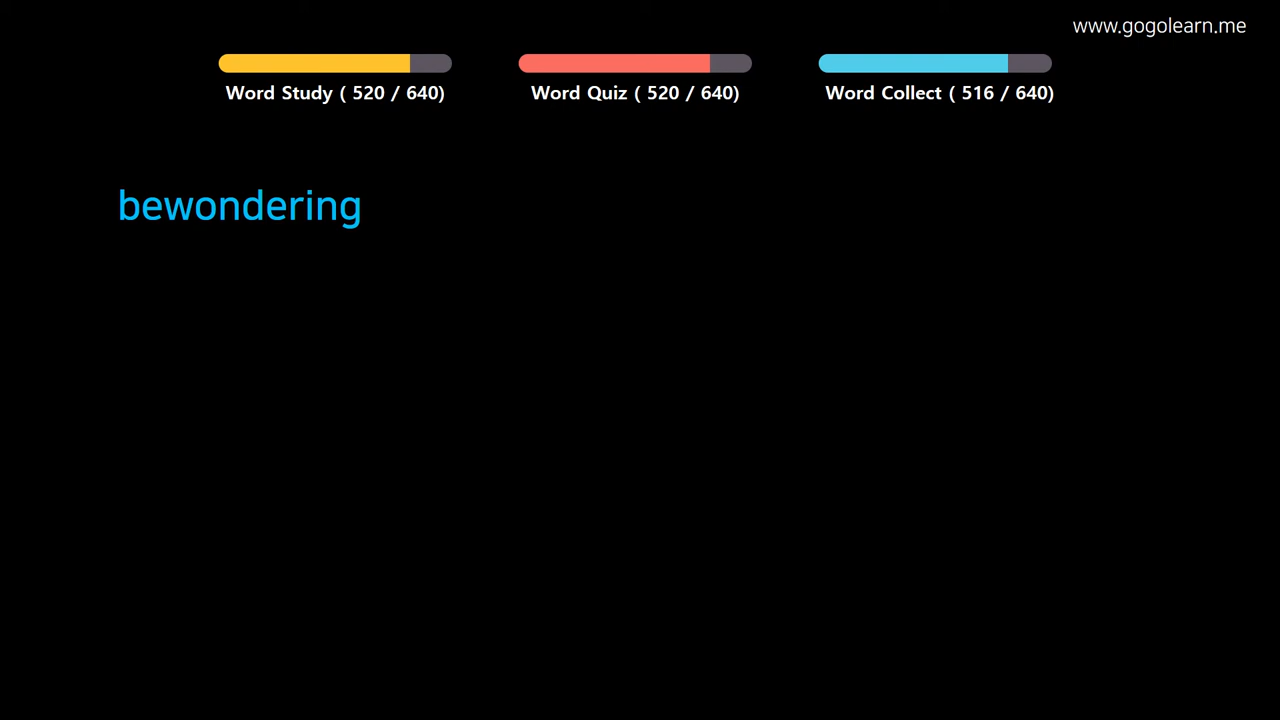 www.gogolearn.me
Word Study ( 520 / 640)
Word Quiz ( 520 / 640)
Word Collect ( 516 / 640)
bewondering